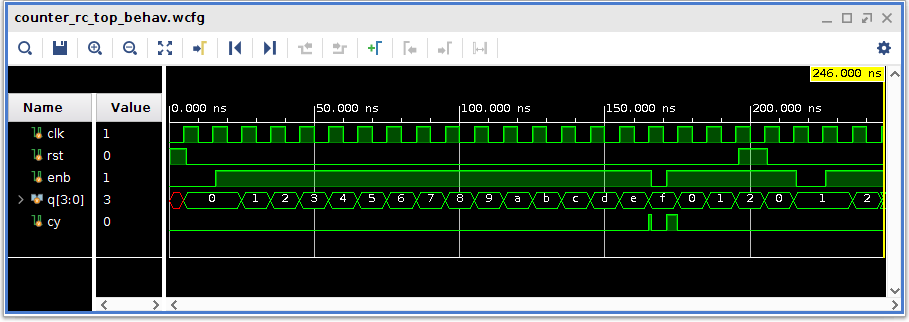 counter_rc_top_behav.wcfg
246.000 ns
Name Value 0.000 ns 50.000 ns 100.000 ns 150.000 ns 200.000 ns
clk 1
rst 0
enb 1
q[3:0] 3 0 1 2 3 4 5 6 7 8 9 a b c d e f 0 1 2 0 1 2
cy 0